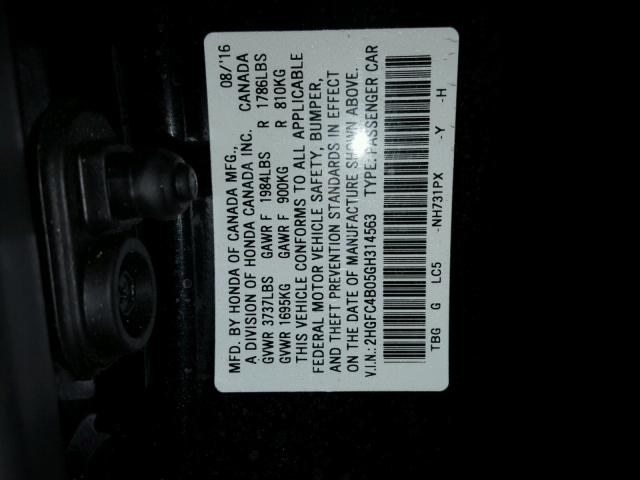 MFD. BY HONDA OF CANADA MFG., 08/'16
A DIVISION OF HONDA CANADA INC. CANADA
GVWR 3737LBS GAWR F 1984LBS R 1786LBS
GVWR 1695KG GAWR F 900KG R 810KG
THIS VEHICLE CONFORMS TO ALL APPLICABLE
FEDERAL MOTOR VEHICLE SAFETY, BUMPER,
AND THEFT PREVENTION STANDARDS IN EFFECT
ON THE DATE OF MANUFACTURE SHOWN ABOVE.
V.I.N.: 2HGFC4B05GH314563 TYPE: PASSENGER CAR
TBG G LC5 -NH731PX -Y -H